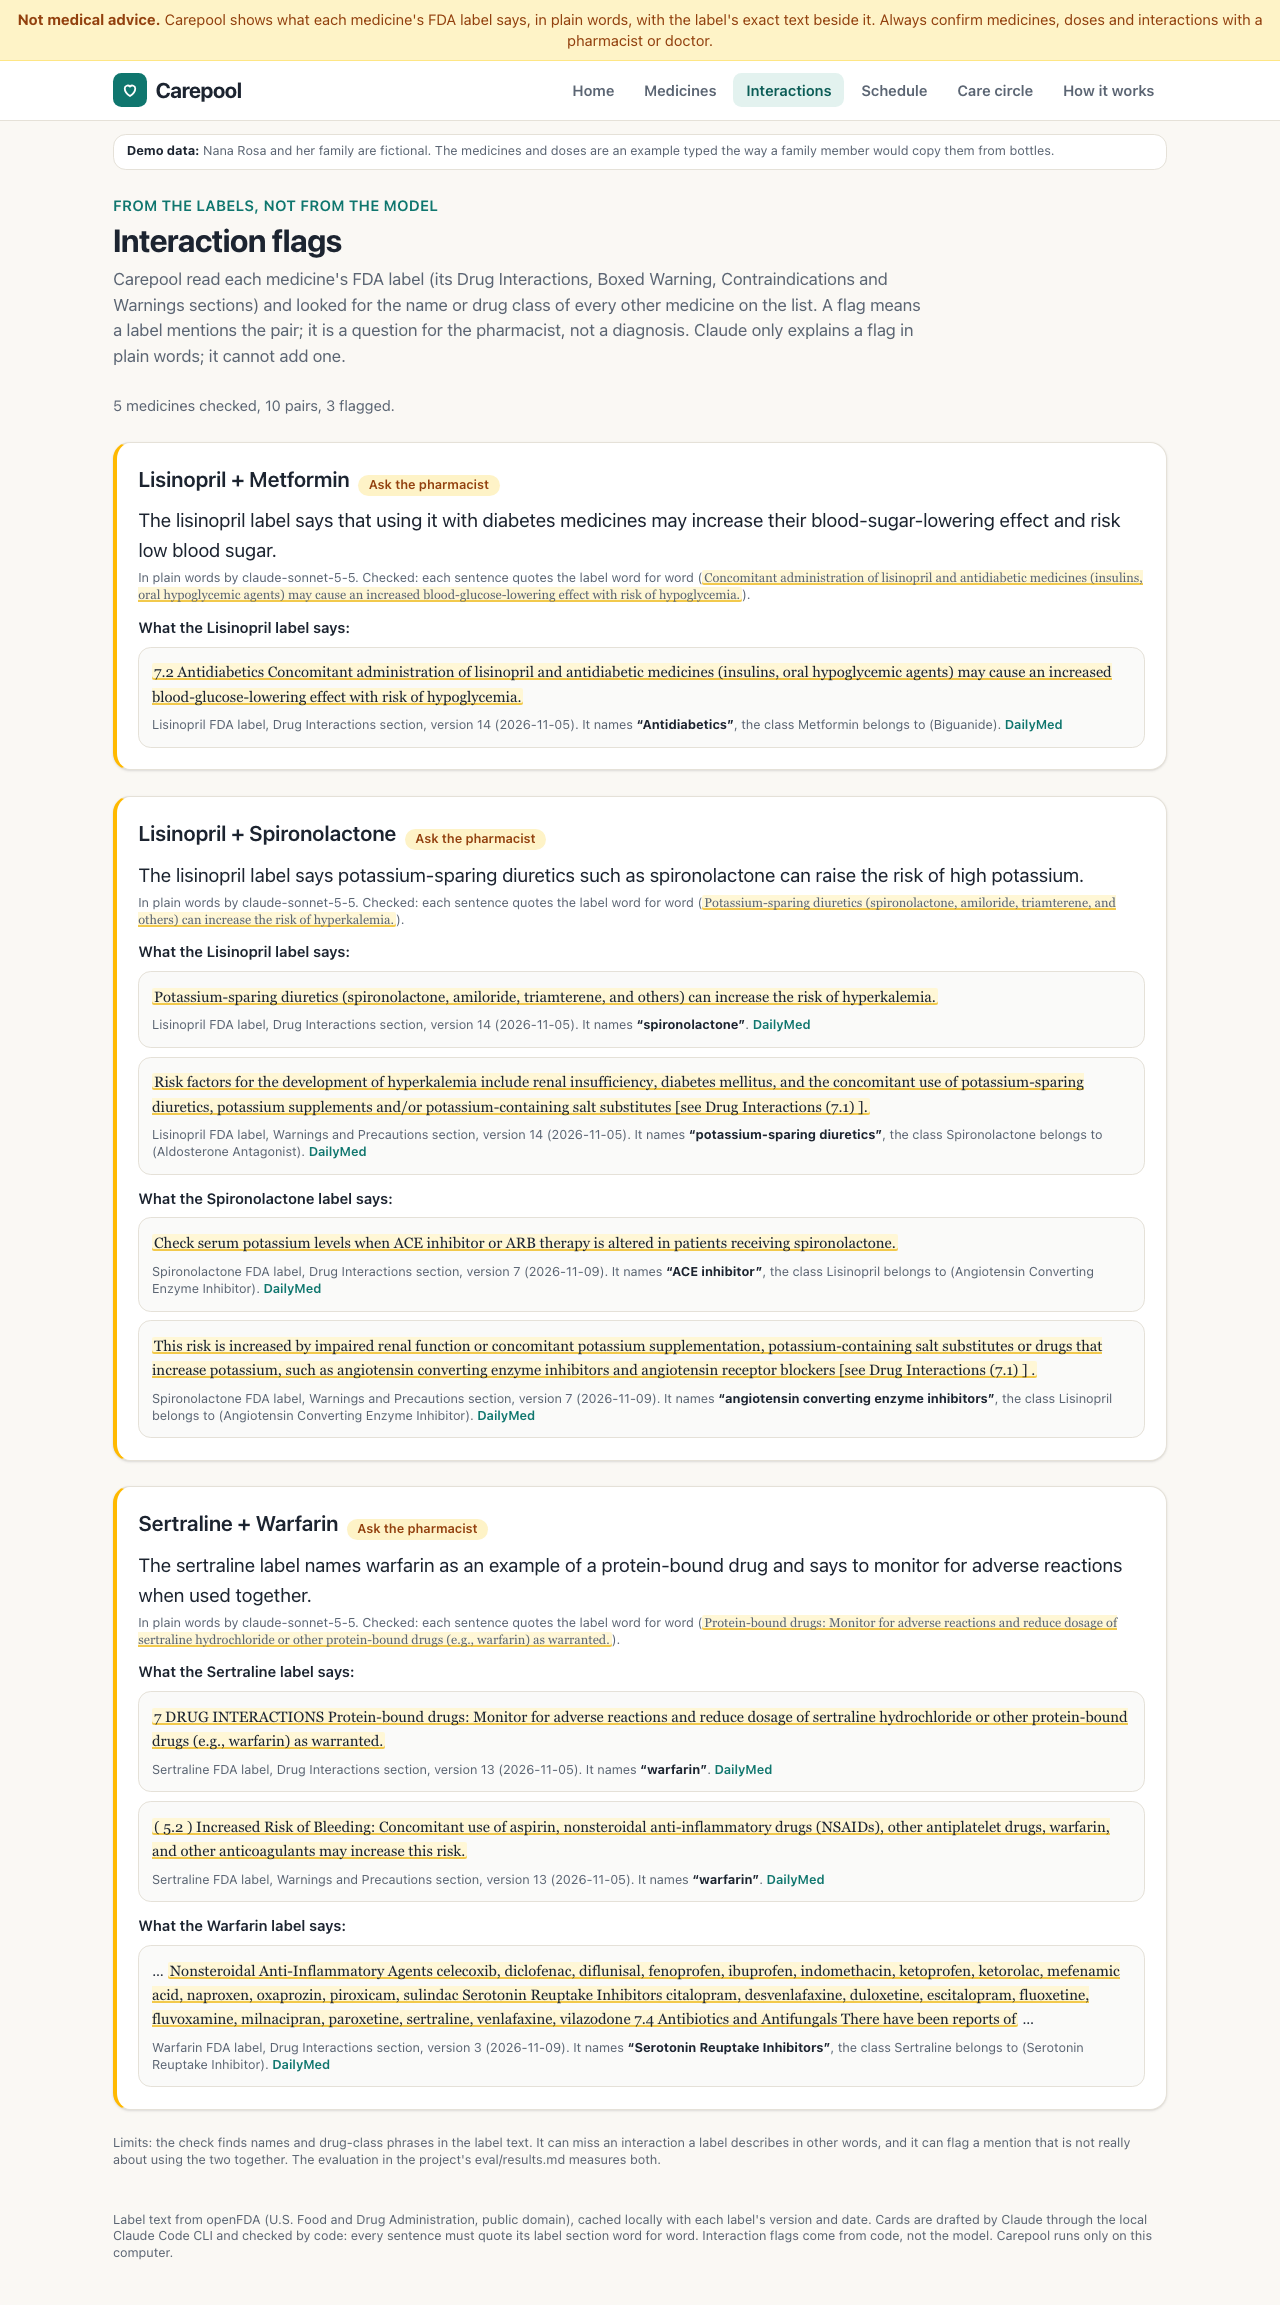 Not medical advice. Carepool shows what each medicine's FDA label says, in plain words, with the label's exact text beside it. Always confirm medicines, doses and interactions with a
pharmacist or doctor.
Carepool
Home
Medicines
Interactions
Schedule
Care circle
How it works
Demo data: Nana Rosa and her family are fictional. The medicines and doses are an example typed the way a family member would copy them from bottles.
FROM THE LABELS, NOT FROM THE MODEL
Interaction flags
Carepool read each medicine's FDA label (its Drug Interactions, Boxed Warning, Contraindications and
Warnings sections) and looked for the name or drug class of every other medicine on the list. A flag means
a label mentions the pair; it is a question for the pharmacist, not a diagnosis. Claude only explains a flag in
plain words; it cannot add one.
5 medicines checked, 10 pairs, 3 flagged.
Lisinopril + Metformin Ask the pharmacist
The lisinopril label says that using it with diabetes medicines may increase their blood-sugar-lowering effect and risk
low blood sugar.
In plain words by claude-sonnet-5-5. Checked: each sentence quotes the label word for word (Concomitant administration of lisinopril and antidiabetic medicines (insulins,
oral hypoglycemic agents) may cause an increased blood-glucose-lowering effect with risk of hypoglycemia.).
What the Lisinopril label says:
7.2 Antidiabetics Concomitant administration of lisinopril and antidiabetic medicines (insulins, oral hypoglycemic agents) may cause an increased
blood-glucose-lowering effect with risk of hypoglycemia.
Lisinopril FDA label, Drug Interactions section, version 14 (2026-11-05). It names “Antidiabetics”, the class Metformin belongs to (Biguanide). DailyMed
Lisinopril + Spironolactone Ask the pharmacist
The lisinopril label says potassium-sparing diuretics such as spironolactone can raise the risk of high potassium.
In plain words by claude-sonnet-5-5. Checked: each sentence quotes the label word for word (Potassium-sparing diuretics (spironolactone, amiloride, triamterene, and
others) can increase the risk of hyperkalemia.).
What the Lisinopril label says:
Potassium-sparing diuretics (spironolactone, amiloride, triamterene, and others) can increase the risk of hyperkalemia.
Lisinopril FDA label, Drug Interactions section, version 14 (2026-11-05). It names “spironolactone”. DailyMed
Risk factors for the development of hyperkalemia include renal insufficiency, diabetes mellitus, and the concomitant use of potassium-sparing
diuretics, potassium supplements and/or potassium-containing salt substitutes [see Drug Interactions (7.1) ].
Lisinopril FDA label, Warnings and Precautions section, version 14 (2026-11-05). It names “potassium-sparing diuretics”, the class Spironolactone belongs to
(Aldosterone Antagonist). DailyMed
What the Spironolactone label says:
Check serum potassium levels when ACE inhibitor or ARB therapy is altered in patients receiving spironolactone.
Spironolactone FDA label, Drug Interactions section, version 7 (2026-11-09). It names “ACE inhibitor”, the class Lisinopril belongs to (Angiotensin Converting
Enzyme Inhibitor). DailyMed
This risk is increased by impaired renal function or concomitant potassium supplementation, potassium-containing salt substitutes or drugs that
increase potassium, such as angiotensin converting enzyme inhibitors and angiotensin receptor blockers [see Drug Interactions (7.1) ] .
Spironolactone FDA label, Warnings and Precautions section, version 7 (2026-11-09). It names “angiotensin converting enzyme inhibitors”, the class Lisinopril
belongs to (Angiotensin Converting Enzyme Inhibitor). DailyMed
Sertraline + Warfarin Ask the pharmacist
The sertraline label names warfarin as an example of a protein-bound drug and says to monitor for adverse reactions
when used together.
In plain words by claude-sonnet-5-5. Checked: each sentence quotes the label word for word (Protein-bound drugs: Monitor for adverse reactions and reduce dosage of
sertraline hydrochloride or other protein-bound drugs (e.g., warfarin) as warranted.).
What the Sertraline label says:
7 DRUG INTERACTIONS Protein-bound drugs: Monitor for adverse reactions and reduce dosage of sertraline hydrochloride or other protein-bound
drugs (e.g., warfarin) as warranted.
Sertraline FDA label, Drug Interactions section, version 13 (2026-11-05). It names “warfarin”. DailyMed
( 5.2 ) Increased Risk of Bleeding: Concomitant use of aspirin, nonsteroidal anti-inflammatory drugs (NSAIDs), other antiplatelet drugs, warfarin,
and other anticoagulants may increase this risk.
Sertraline FDA label, Warnings and Precautions section, version 13 (2026-11-05). It names “warfarin”. DailyMed
What the Warfarin label says:
... Nonsteroidal Anti-Inflammatory Agents celecoxib, diclofenac, diflunisal, fenoprofen, ibuprofen, indomethacin, ketoprofen, ketorolac, mefenamic
acid, naproxen, oxaprozin, piroxicam, sulindac Serotonin Reuptake Inhibitors citalopram, desvenlafaxine, duloxetine, escitalopram, fluoxetine,
fluvoxamine, milnacipran, paroxetine, sertraline, venlafaxine, vilazodone 7.4 Antibiotics and Antifungals There have been reports of ...
Warfarin FDA label, Drug Interactions section, version 3 (2026-11-09). It names “Serotonin Reuptake Inhibitors”, the class Sertraline belongs to (Serotonin
Reuptake Inhibitor). DailyMed
Limits: the check finds names and drug-class phrases in the label text. It can miss an interaction a label describes in other words, and it can flag a mention that is not really
about using the two together. The evaluation in the project's eval/results.md measures both.
Label text from openFDA (U.S. Food and Drug Administration, public domain), cached locally with each label's version and date. Cards are drafted by Claude through the local
Claude Code CLI and checked by code: every sentence must quote its label section word for word. Interaction flags come from code, not the model. Carepool runs only on this
computer.